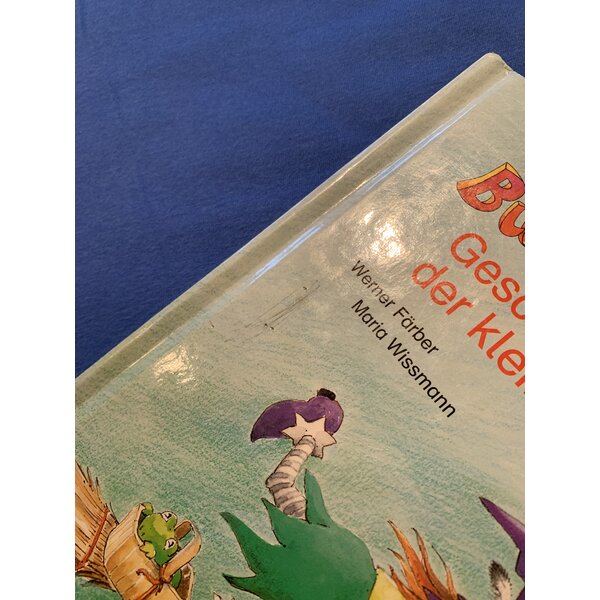 Bu
Gesc
der klei
Werner Färber
Maria Wissmann